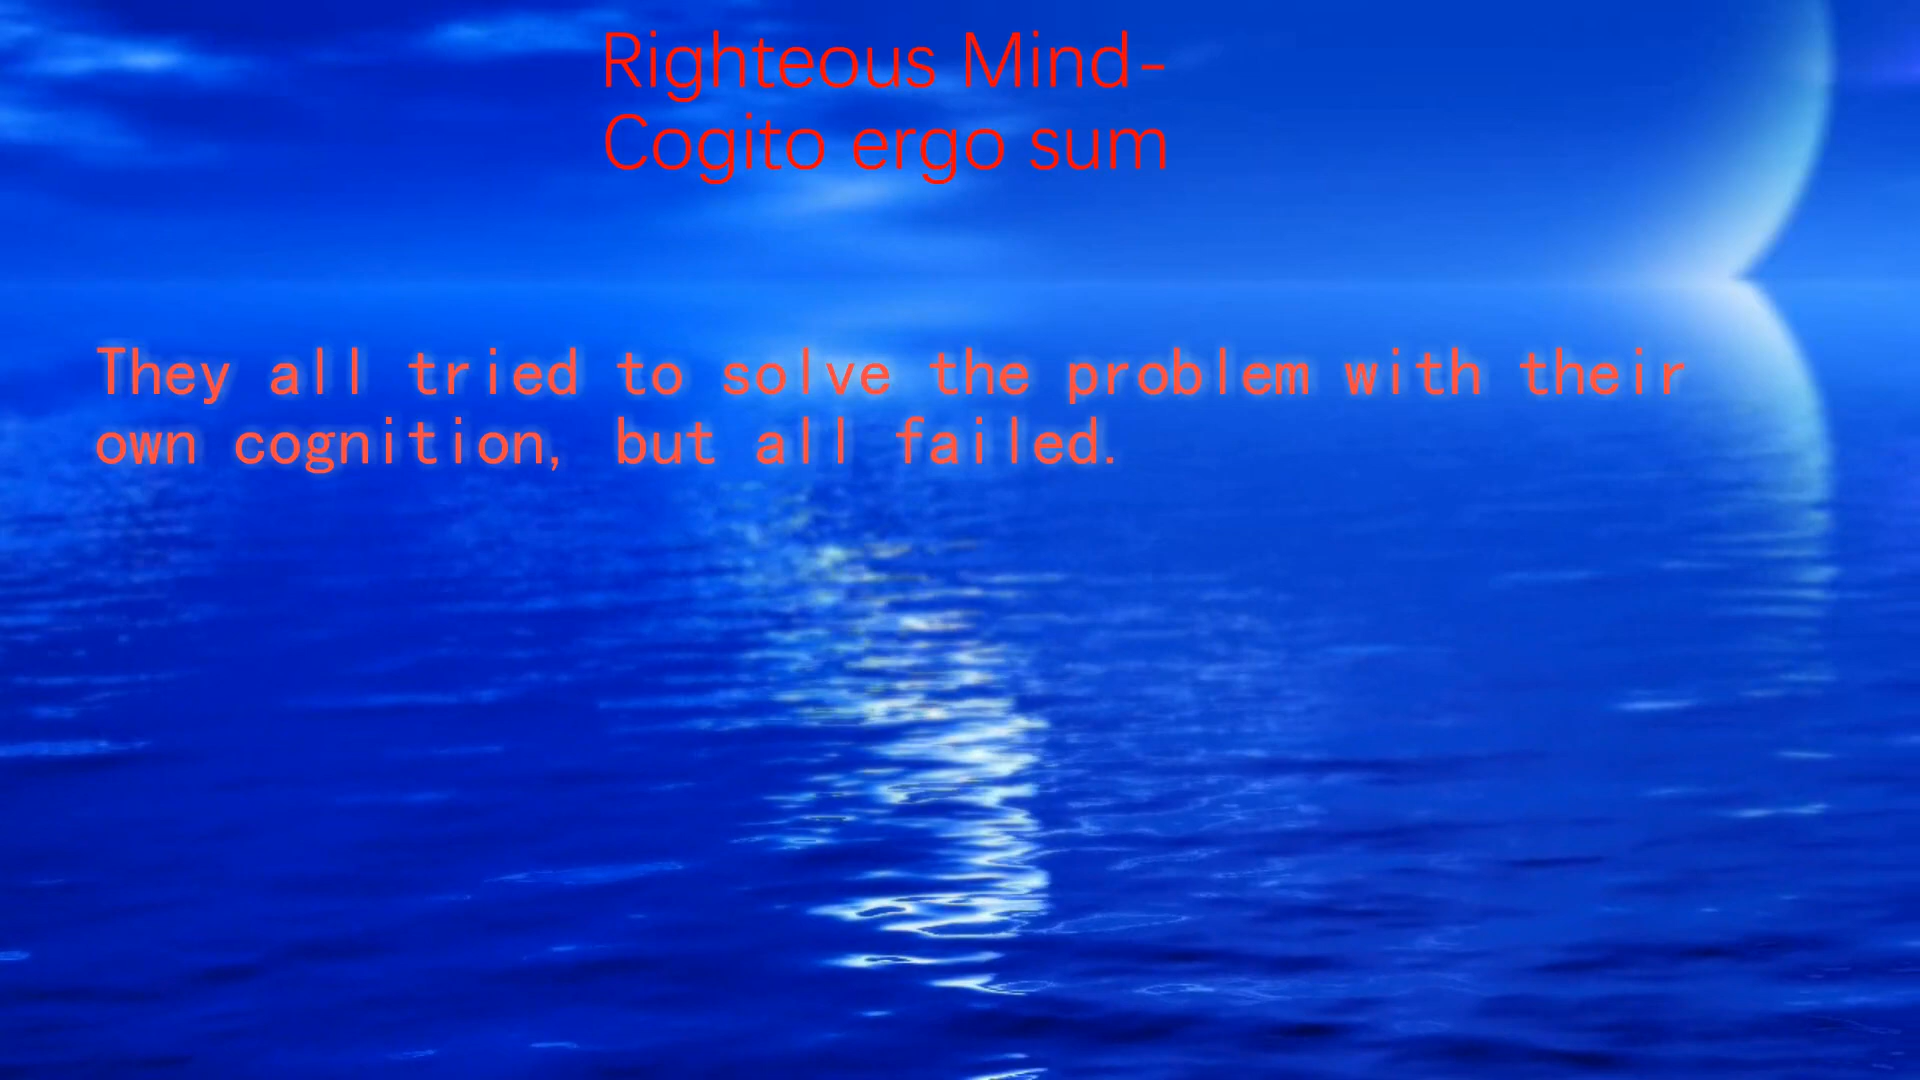 Righteous Mind-
Cogito ergo sum
They all tried to solve the problem with their
own cognition, but all failed.